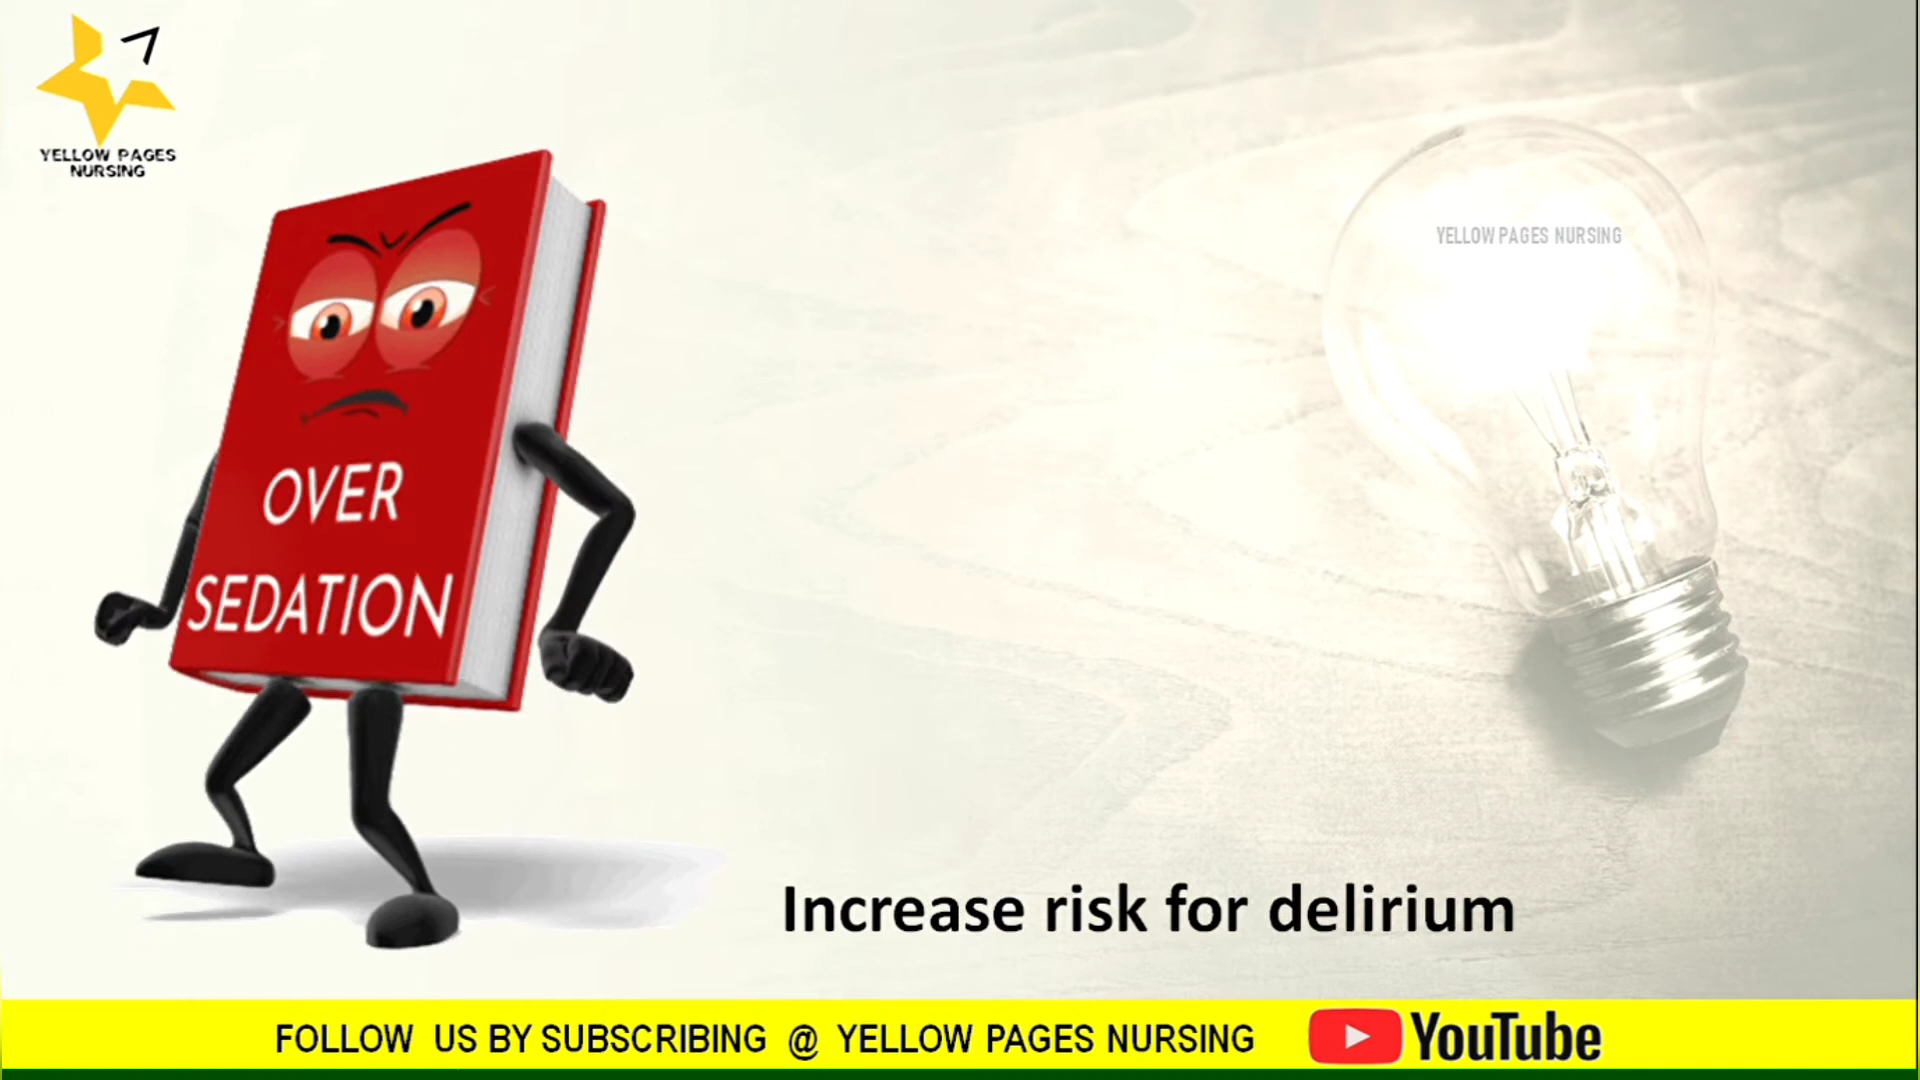 YELLOW PAGES
NURSING
YELLOW PAGES NURSING
OVER
SEDATION
Increase risk for delirium
FOLLOW US BY SUBSCRIBING @ YELLOW PAGES NURSING
YouTube